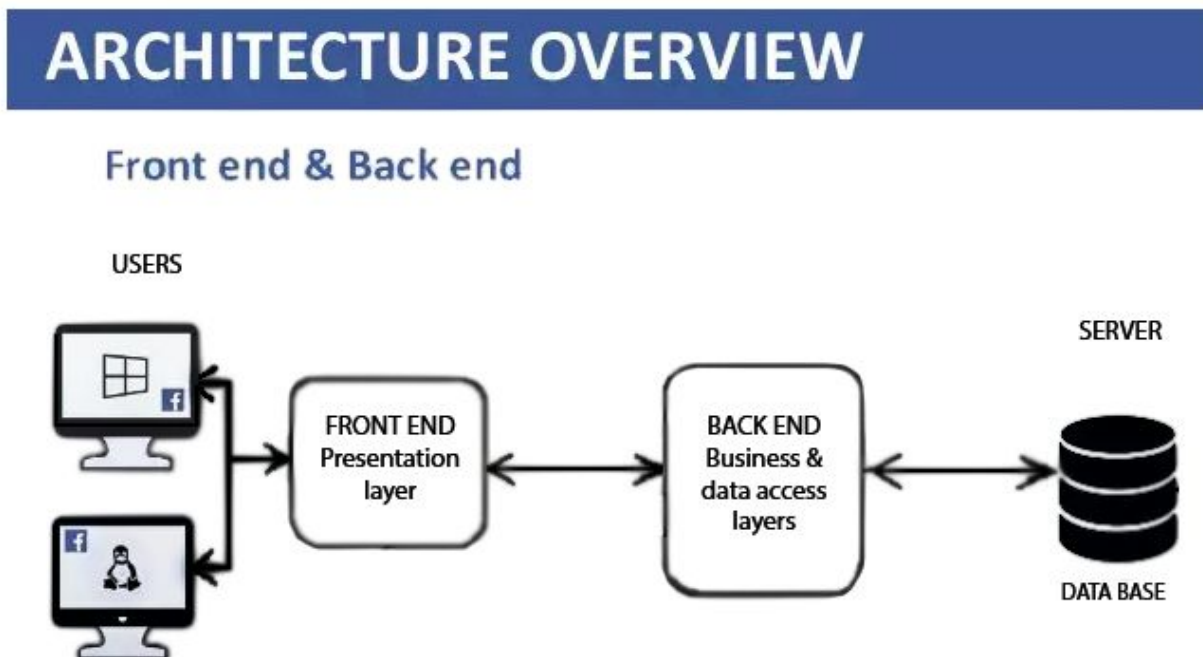 ARCHITECTURE OVERVIEW
Front end & Back end
USERS
f
f
FRONT END
Presentation
layer
BACK END
Business &
data access
layers
SERVER
DATA BASE